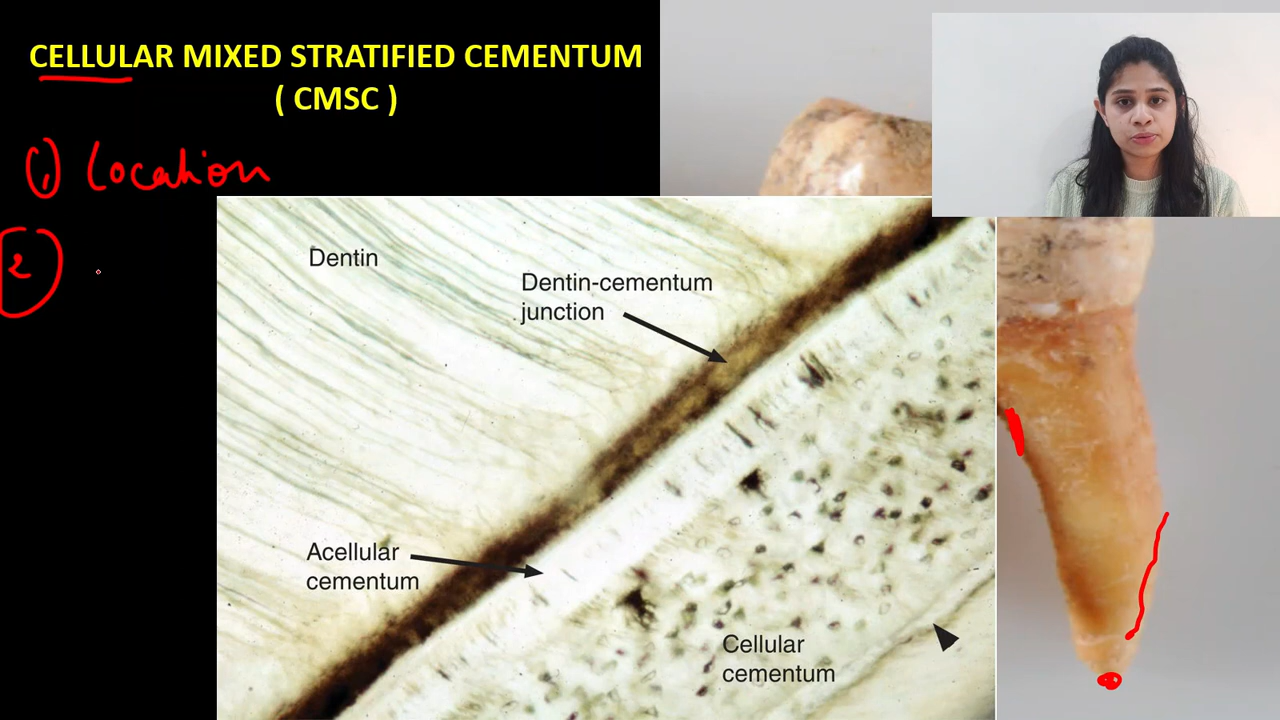 CELLULAR MIXED STRATIFIED CEMENTUM
( CMSC )
1) Location
2)
Dentin
Dentin-cementum
junction
Acellular
cementum
Cellular
cementum